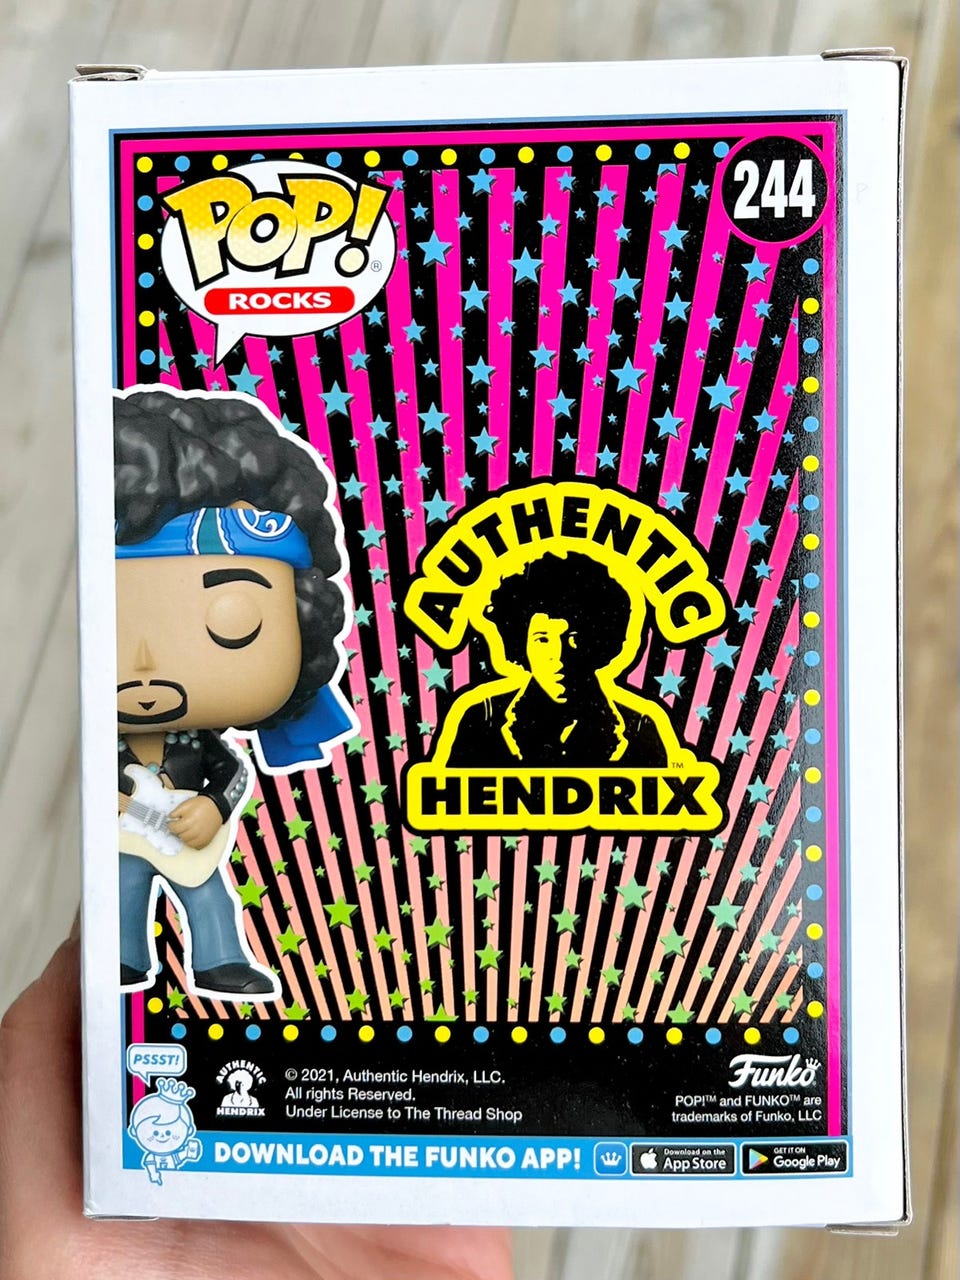 POP!®
ROCKS
244
AUTHENTIC
HENDRIX
TM
PSSST!
AUTHENTIC
HENDRIX
© 2021, Authentic Hendrix, LLC.
All rights Reserved.
Under License to The Thread Shop
Funko
POP!™ and FUNKO™ are
trademarks of Funko, LLC
DOWNLOAD THE FUNKO APP!
Download on the
App Store
GET IT ON
Google Play